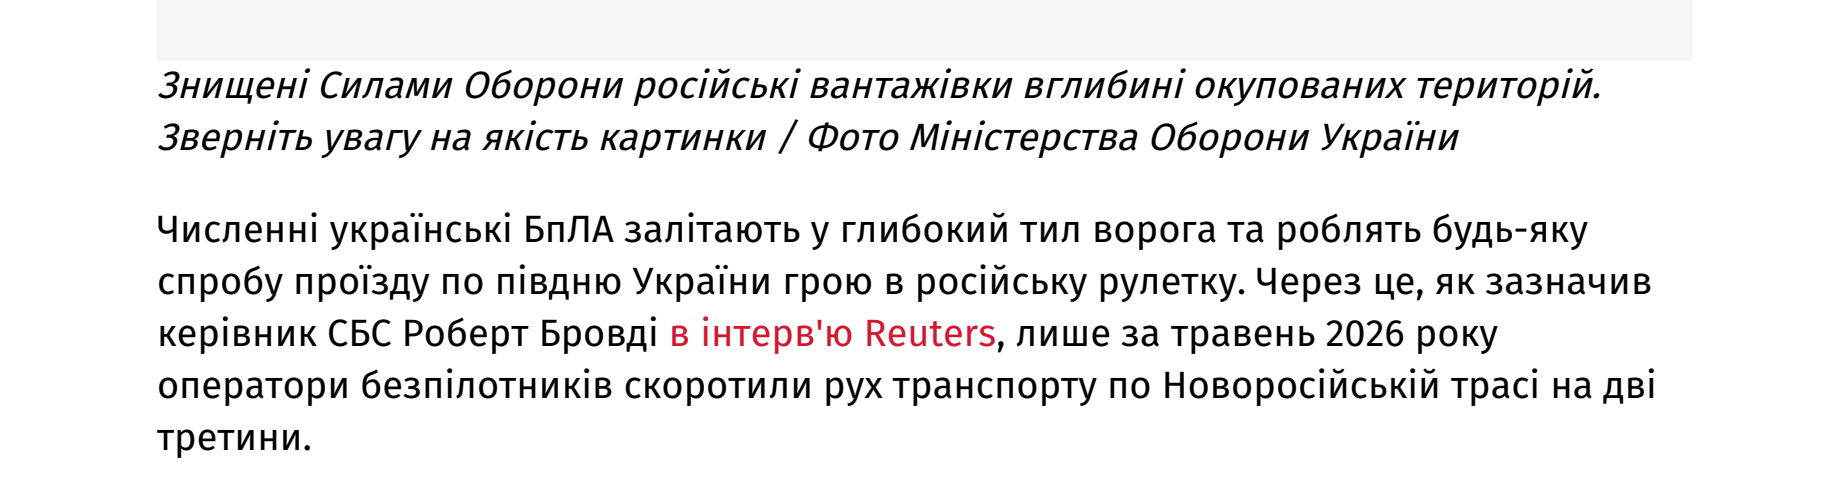 Знищені Силами Оборони російські вантажівки вглибині окупованих територій.
Зверніть увагу на якість картинки / Фото Міністерства Оборони України
Численні українські БпЛА залітають у глибокий тил ворога та роблять будь-яку
спробу проїзду по півдню України грою в російську рулетку. Через це, як зазначив
керівник СБС Роберт Бровді в інтерв'ю Reuters, лише за травень 2026 року
оператори безпілотників скоротили рух транспорту по Новоросійській трасі на дві
третини.